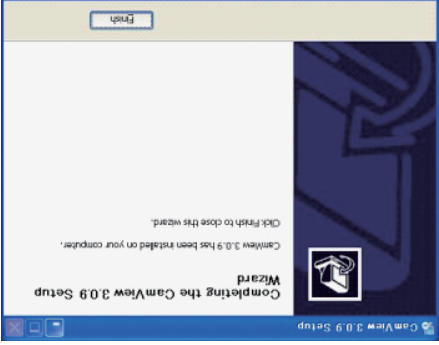 CamView 3.0.9 Setup
Completing the CamView 3.0.9 Setup
Wizard
CamView 3.0.9 has been installed on your computer.
Click Finish to close this wizard.
Finish